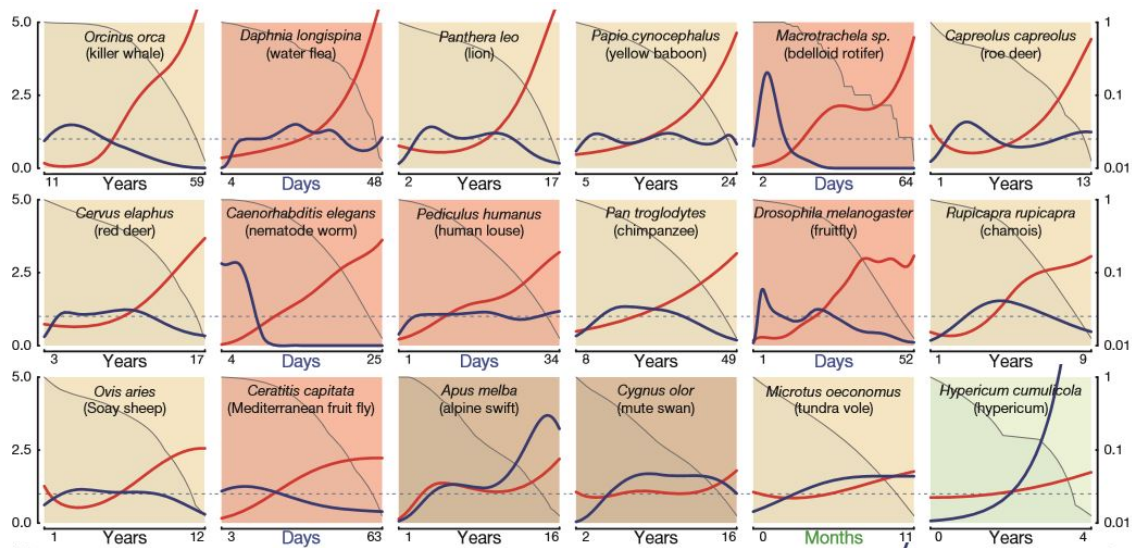 5.0
2.5
0.0
Orcinus orca
(killer whale)
11 Years 59
Daphnia longispina
(water flea)
4 Days 48
Panthera leo
(lion)
2 Years 17
Papio cynocephalus
(yellow baboon)
5 Years 24
Macrotrachela sp.
(bdelloid rotifer)
2 Days 64
Capreolus capreolus
(roe deer)
1 Years 13
1
0.1
0.01
5.0
2.5
0.0
Cervus elaphus
(red deer)
3 Years 17
Caenorhabditis elegans
(nematode worm)
4 Days 25
Pediculus humanus
(human louse)
1 Days 34
Pan troglodytes
(chimpanzee)
8 Years 49
Drosophila melanogaster
(fruitfly)
1 Days 52
Rupicapra rupicapra
(chamois)
1 Years 9
1
0.1
0.01
5.0
2.5
0.0
Ovis aries
(Soay sheep)
1 Years 12
Ceratitis capitata
(Mediterranean fruit fly)
3 Days 63
Apus melba
(alpine swift)
1 Years 16
Cygnus olor
(mute swan)
2 Years 16
Microtus oeconomus
(tundra vole)
0 Months 11
Hypericum cumulicola
(hypericum)
0 Years 4
1
0.1
0.01